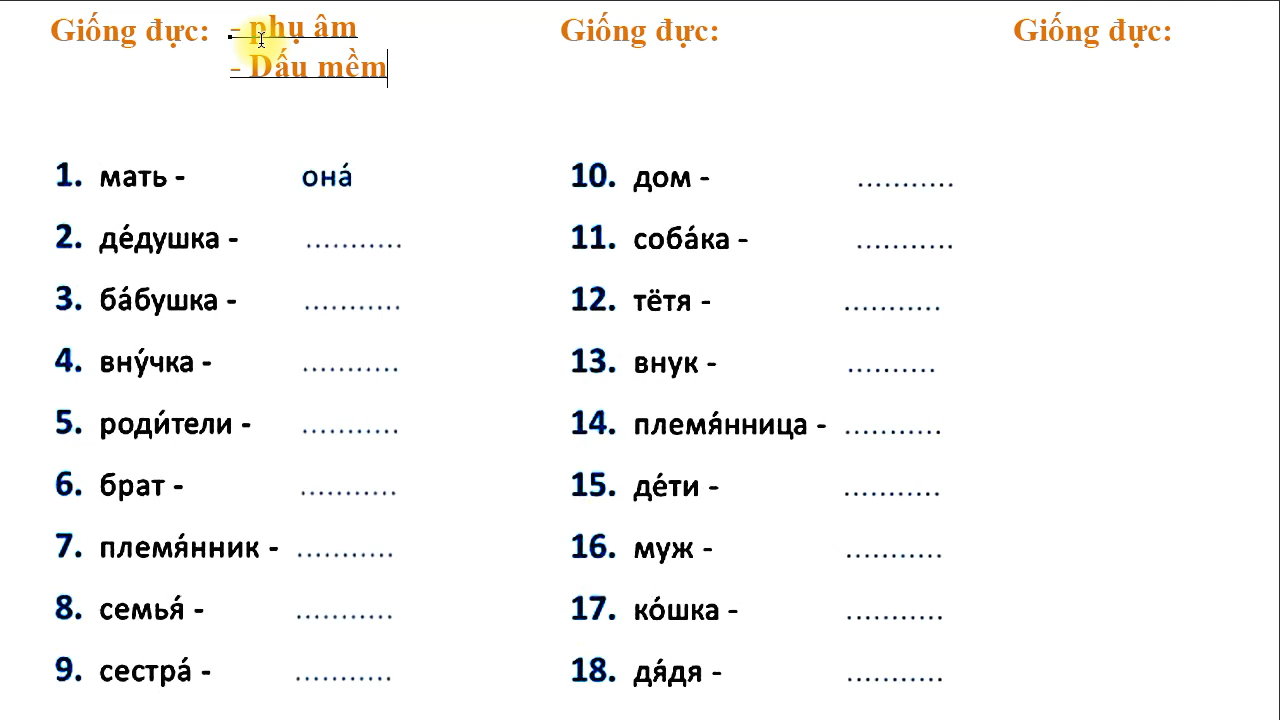 Giống đực: - phụ âm Giống đực: Giống đực:
- Dấu mềm
1. мать - она́
2. де́душка - ...........
3. ба́бушка - ...........
4. вну́чка - ...........
5. роди́тели - ...........
6. брат - ...........
7. племя́нник - ...........
8. семья́ - ...........
9. сестра́ - ...........
10. дом - ...........
11. соба́ка - ...........
12. тётя - ...........
13. внук - ..........
14. племя́нница - ...........
15. де́ти - ...........
16. муж - ...........
17. ко́шка - ...........
18. дя́дя - ...........